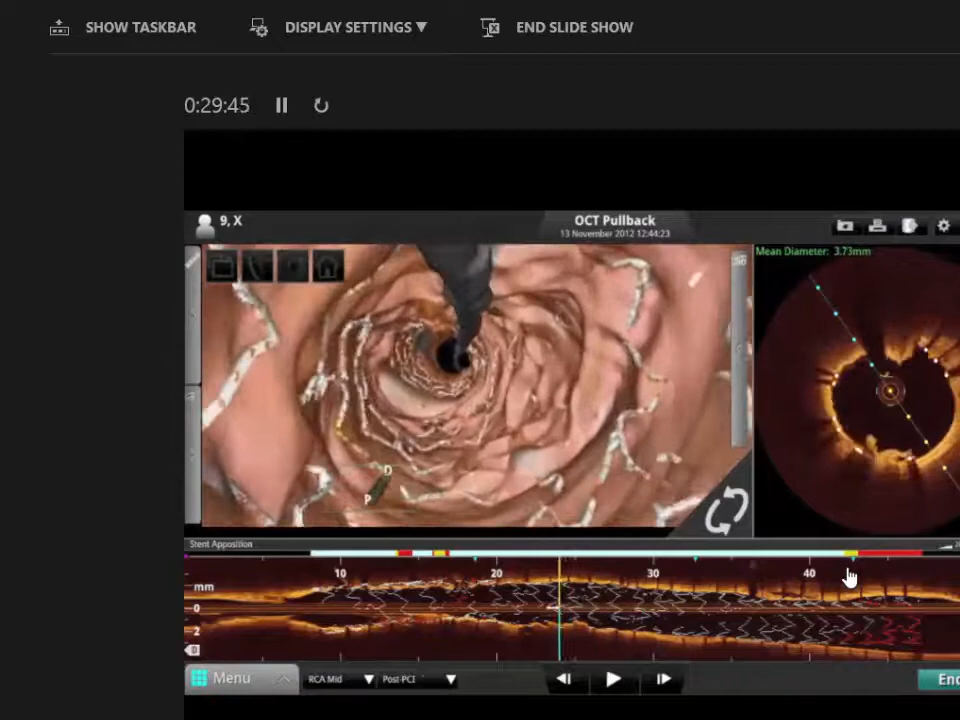 SHOW TASKBAR DISPLAY SETTINGS ▼ END SLIDE SHOW
0:29:45
9, X
OCT Pullback
13 November 2012 12:44:23
Mean Diameter: 3.73mm
D
P
Stent Apposition
10 20 30 40
mm
0
2
Menu RCA Mid ▼ Post-PCI ▼